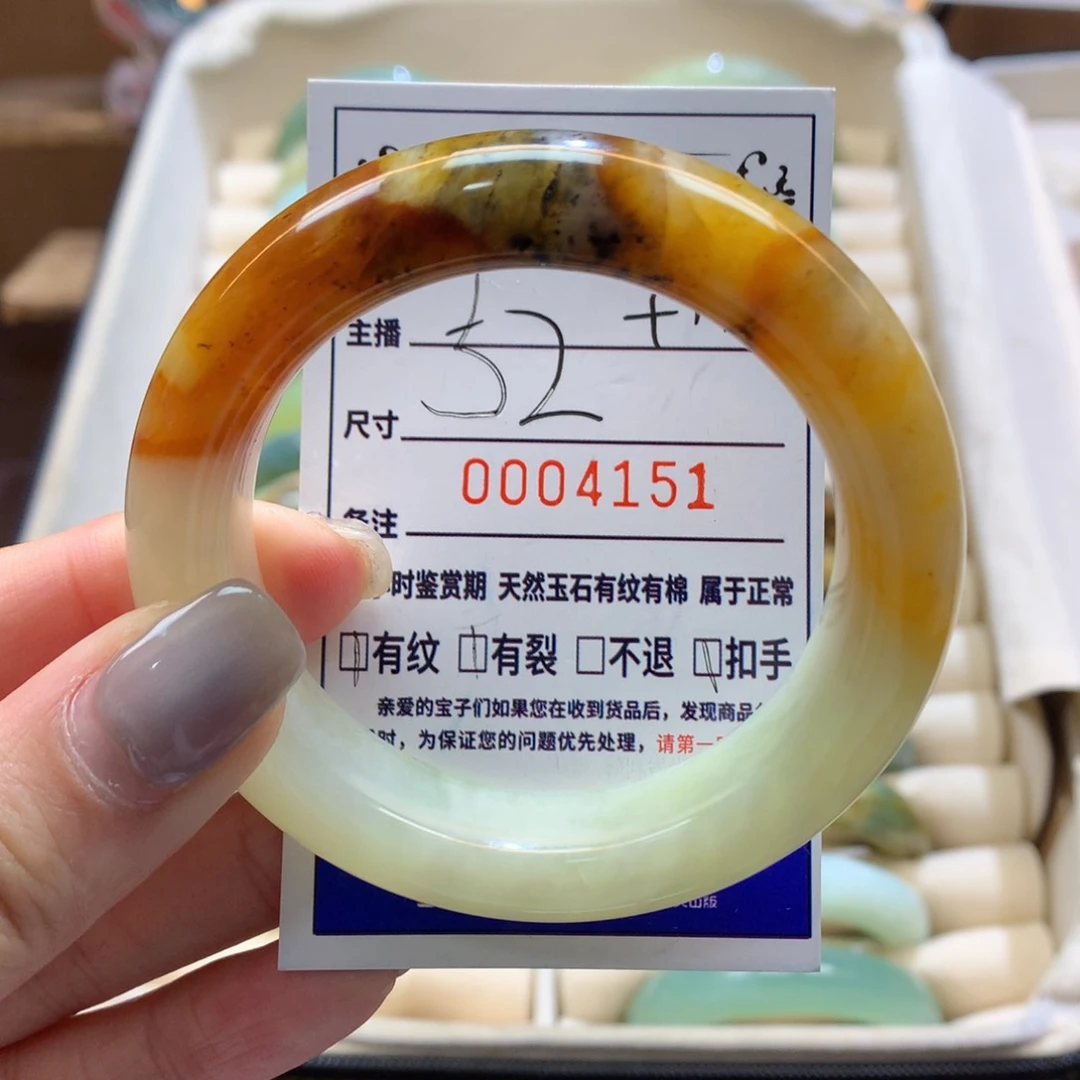 主播
52
尺寸
0004151
备注
时鉴赏期 天然玉石有纹有棉 属于正常
有纹 有裂 不退 扣手
亲爱的宝子们如果您在收到货品后，发现商品
时，为保证您的问题优先处理，请第一
出版